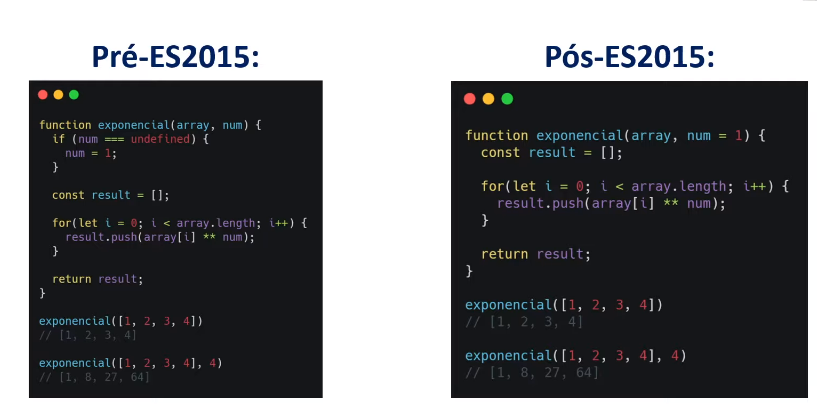 Pré-ES2015:
function exponencial(array, num) {
  if (num === undefined) {
    num = 1;
  }
  const result = [];
  for(let i = 0; i < array.length; i++) {
    result.push(array[i] ** num);
  }
  return result;
}
exponencial([1, 2, 3, 4])
// [1, 2, 3, 4]
exponencial([1, 2, 3, 4], 4)
// [1, 8, 27, 64]
Pós-ES2015:
function exponencial(array, num = 1) {
  const result = [];
  for(let i = 0; i < array.length; i++) {
    result.push(array[i] ** num);
  }
  return result;
}
exponencial([1, 2, 3, 4])
// [1, 2, 3, 4]
exponencial([1, 2, 3, 4], 4)
// [1, 8, 27, 64]